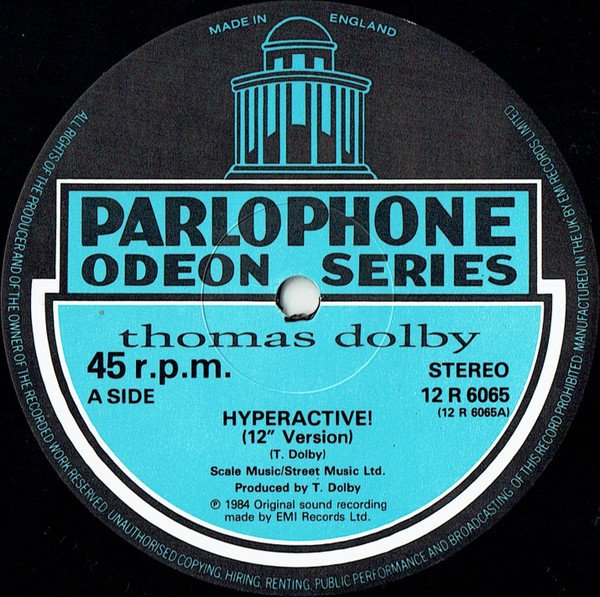 MADE IN ENGLAND
PARLOPHONE
ODEON SERIES
thomas dolby
45 r.p.m.
STEREO
A SIDE
12 R 6065
(12 R 6065A)
HYPERACTIVE!
(12" Version)
(T. Dolby)
Scale Music/Street Music Ltd.
Produced by T. Dolby
℗ 1984 Original sound recording
made by EMI Records Ltd.
ALL RIGHTS OF THE PRODUCER AND OF THE OWNER OF THE RECORDED WORK RESERVED. UNAUTHORISED COPYING, HIRING, RENTING, PUBLIC PERFORMANCE AND BROADCASTING OF THIS RECORD PROHIBITED. MANUFACTURED IN THE UK BY EMI RECORDS LIMITED